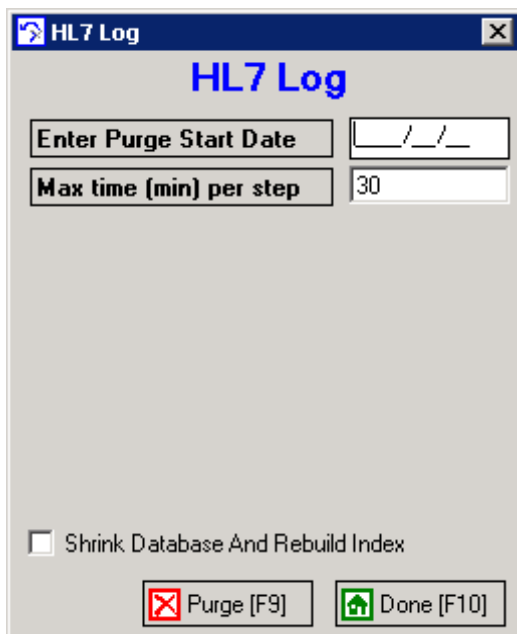 HL7 Log
HL7 Log
Enter Purge Start Date ____/__/__
Max time (min) per step 30
Shrink Database And Rebuild Index
Purge [F9] Done [F10]